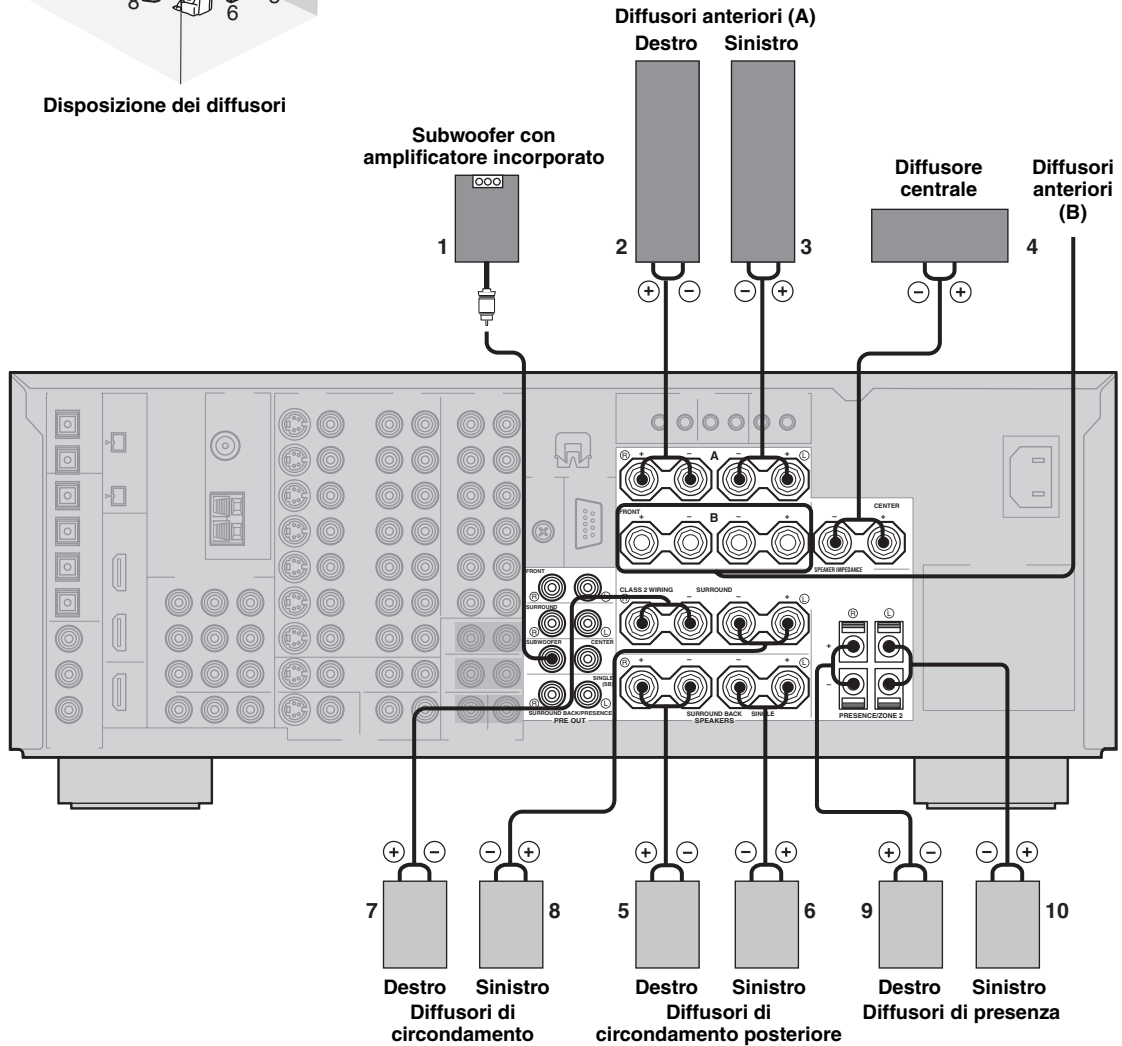 8
6
Disposizione dei diffusori
Diffusori anteriori (A)
Destro
Sinistro
Subwoofer con
amplificatore incorporato
Diffusore
centrale
Diffusori
anteriori
(B)
1
2
3
4
+
−
−
+
−
+
R
+
−
A
−
+
L
FRONT
+
−
B
−
+
CENTER
−
+
SPEAKER IMPEDANCE
FRONT
R
L
SURROUND
R
L
SUBWOOFER
CENTER
SINGLE
(SB)
R
L
SURROUND BACK/PRESENCE
PRE OUT
CLASS 2 WIRING
SURROUND
R
−
+
L
R
+
−
−
+
L
SURROUND BACK
SINGLE
SPEAKERS
R
L
+
−
PRESENCE/ZONE 2
+
−
−
+
+
−
−
+
+
−
−
+
7
8
5
6
9
10
Destro
Sinistro
Destro
Sinistro
Destro
Sinistro
Diffusori di
circondamento
Diffusori di
circondamento posteriore
Diffusori di presenza